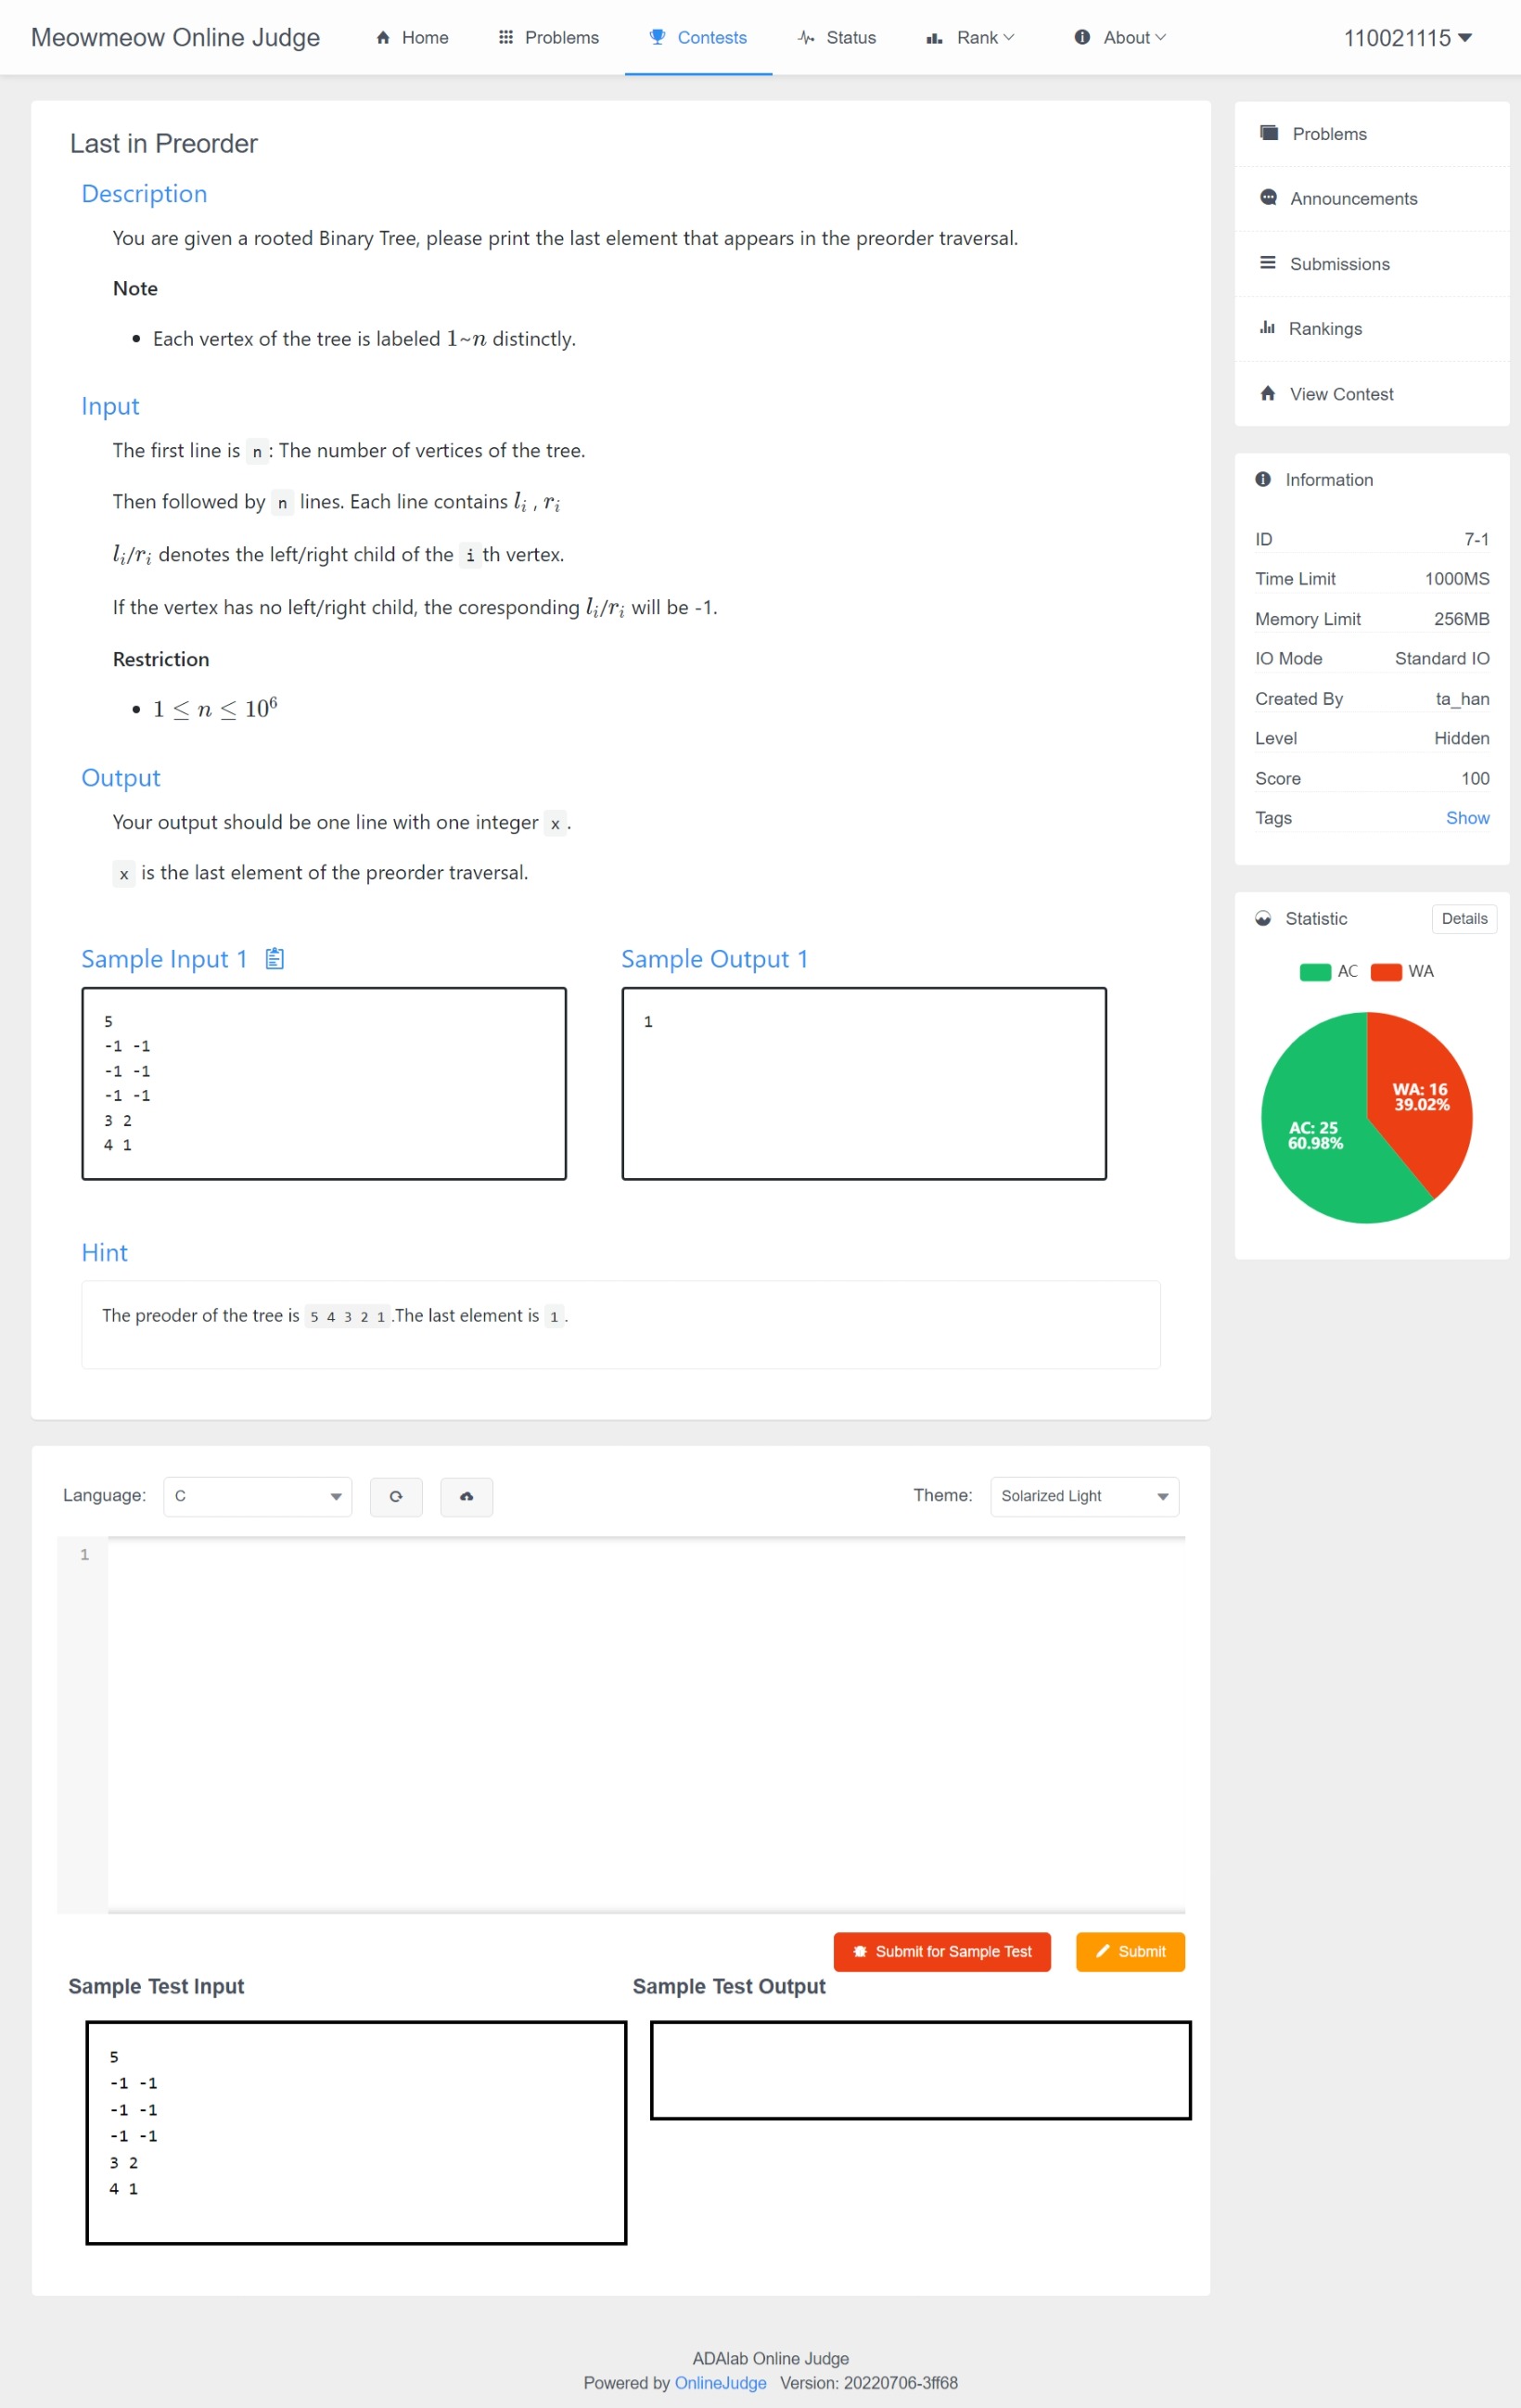 Meowmeow Online Judge Home Problems Contests Status Rank About 110021115
Last in Preorder
Description
You are given a rooted Binary Tree, please print the last element that appears in the preorder traversal.
Note
• Each vertex of the tree is labeled 1~n distinctly.
Input
The first line is n : The number of vertices of the tree.
Then followed by n lines. Each line contains lᵢ , rᵢ
lᵢ/rᵢ denotes the left/right child of the i th vertex.
If the vertex has no left/right child, the coresponding lᵢ/rᵢ will be -1.
Restriction
• 1 ≤ n ≤ 10⁶
Output
Your output should be one line with one integer x .
x is the last element of the preorder traversal.
Sample Input 1
5
-1 -1
-1 -1
-1 -1
3 2
4 1
Sample Output 1
1
Hint
The preoder of the tree is 5 4 3 2 1 .The last element is 1 .
Language: C
Theme: Solarized Light
1
Submit for Sample Test
Submit
Sample Test Input
5
-1 -1
-1 -1
-1 -1
3 2
4 1
Sample Test Output
Problems
Announcements
Submissions
Rankings
View Contest
Information
ID 7-1
Time Limit 1000MS
Memory Limit 256MB
IO Mode Standard IO
Created By ta_han
Level Hidden
Score 100
Tags Show
Statistic Details
AC WA
WA: 16
39.02%
AC: 25
60.98%
ADAlab Online Judge
Powered by OnlineJudge Version: 20220706-3ff68